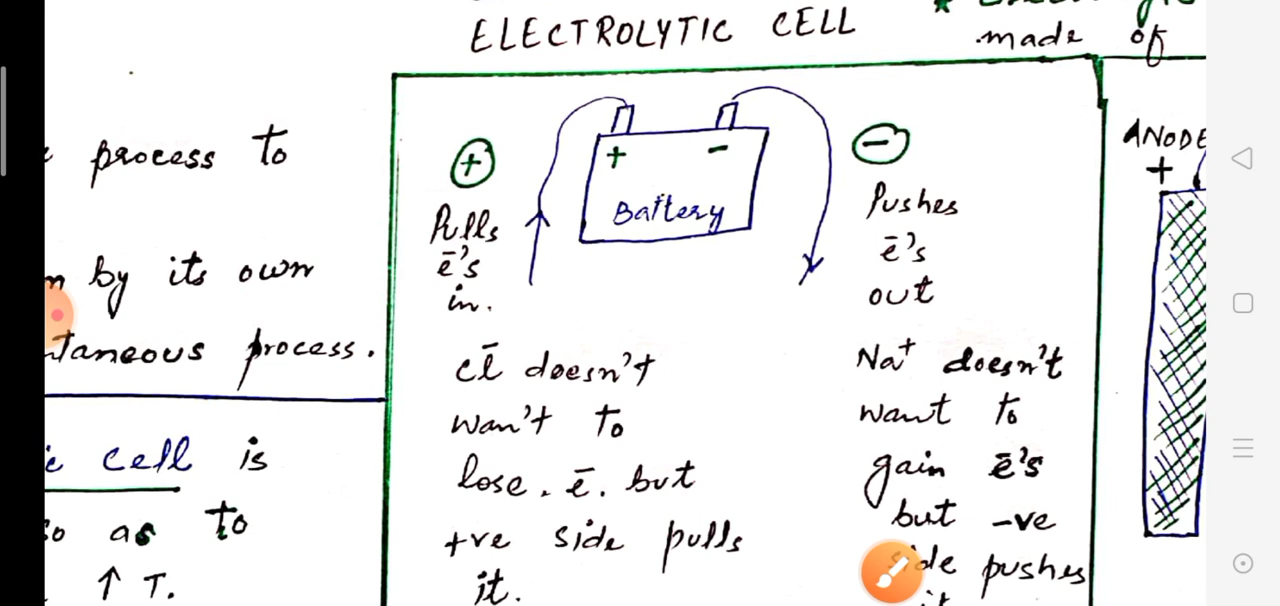 ELECTROLYTIC CELL
made of
process to
by its own
process.
cell is
as to
↑ T.
+
Pulls
ē's
in.
+ -
Battery
-
Pushes
ē's
out
cl̄ doesn't
wan't to
lose. ē. but
+ve side pulls
it.
Na⁺ doesn't
want to
gain ē's
but -ve
side pushes
it
ANODE
+